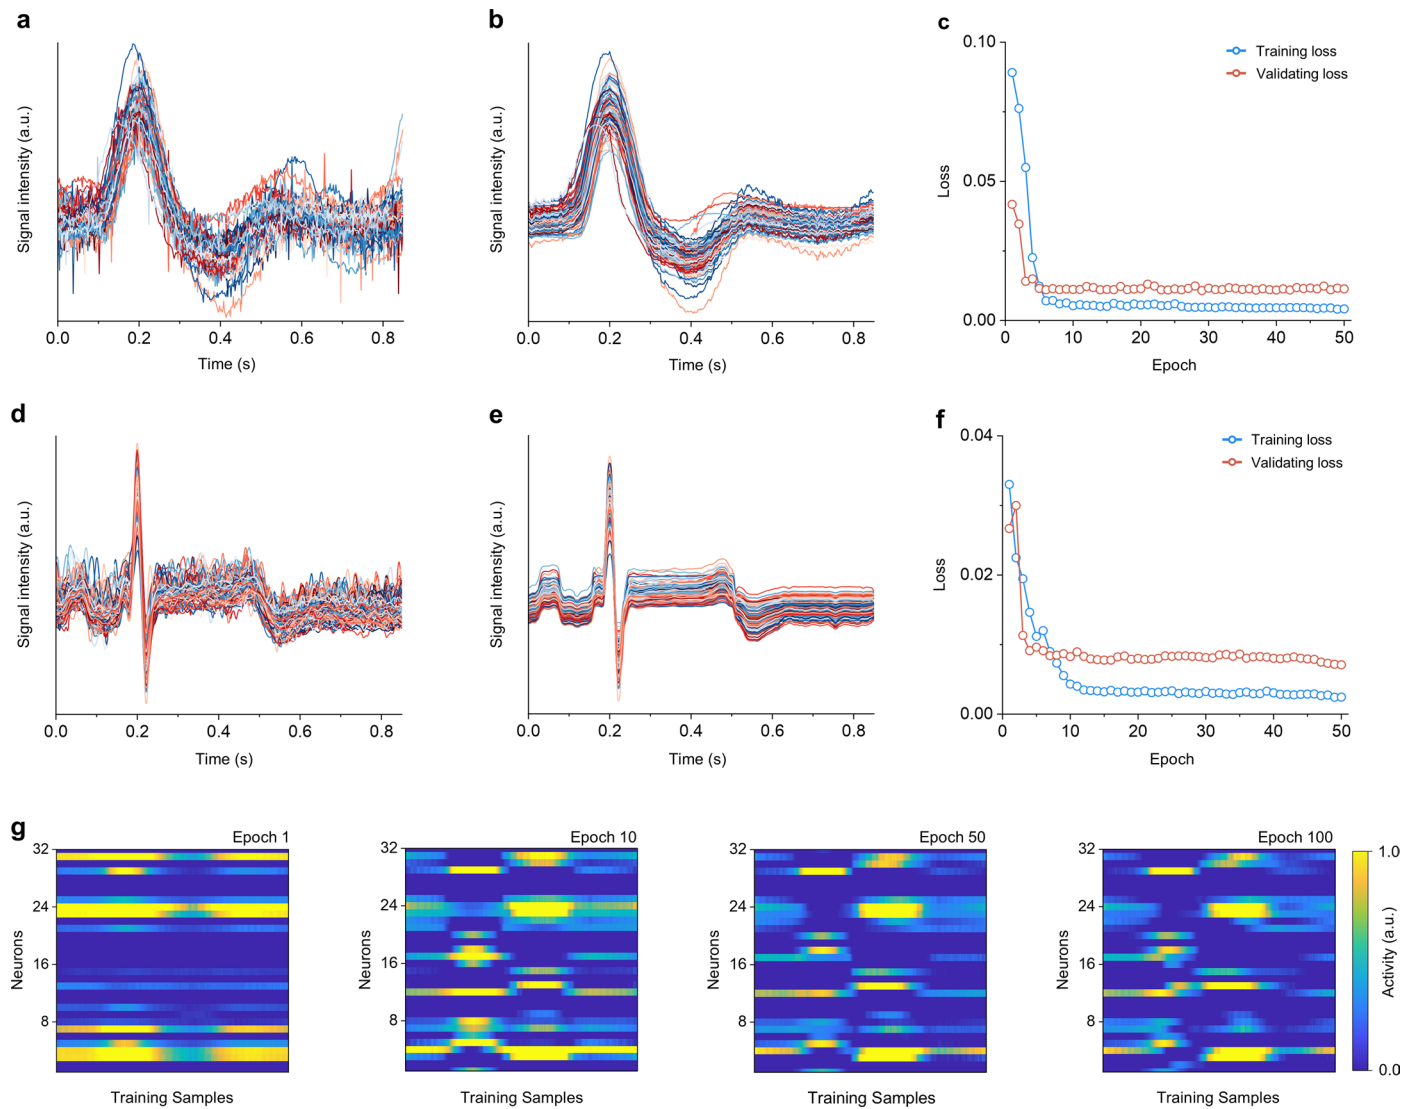 a
Signal intensity (a.u.)
0.0 0.2 0.4 0.6 0.8
Time (s)
b
Signal intensity (a.u.)
0.0 0.2 0.4 0.6 0.8
Time (s)
c
Training loss
Validating loss
0.10
0.05
0.00
Loss
0 10 20 30 40 50
Epoch
d
Signal intensity (a.u.)
0.0 0.2 0.4 0.6 0.8
Time (s)
e
Signal intensity (a.u.)
0.0 0.2 0.4 0.6 0.8
Time (s)
f
Training loss
Validating loss
0.04
0.02
0.00
Loss
0 10 20 30 40 50
Epoch
g
Epoch 1
32
24
16
8
Neurons
Training Samples
Epoch 10
32
24
16
8
Neurons
Training Samples
Epoch 50
32
24
16
8
Neurons
Training Samples
Epoch 100
32
24
16
8
Neurons
Training Samples
1.0
0.0
Activity (a.u.)